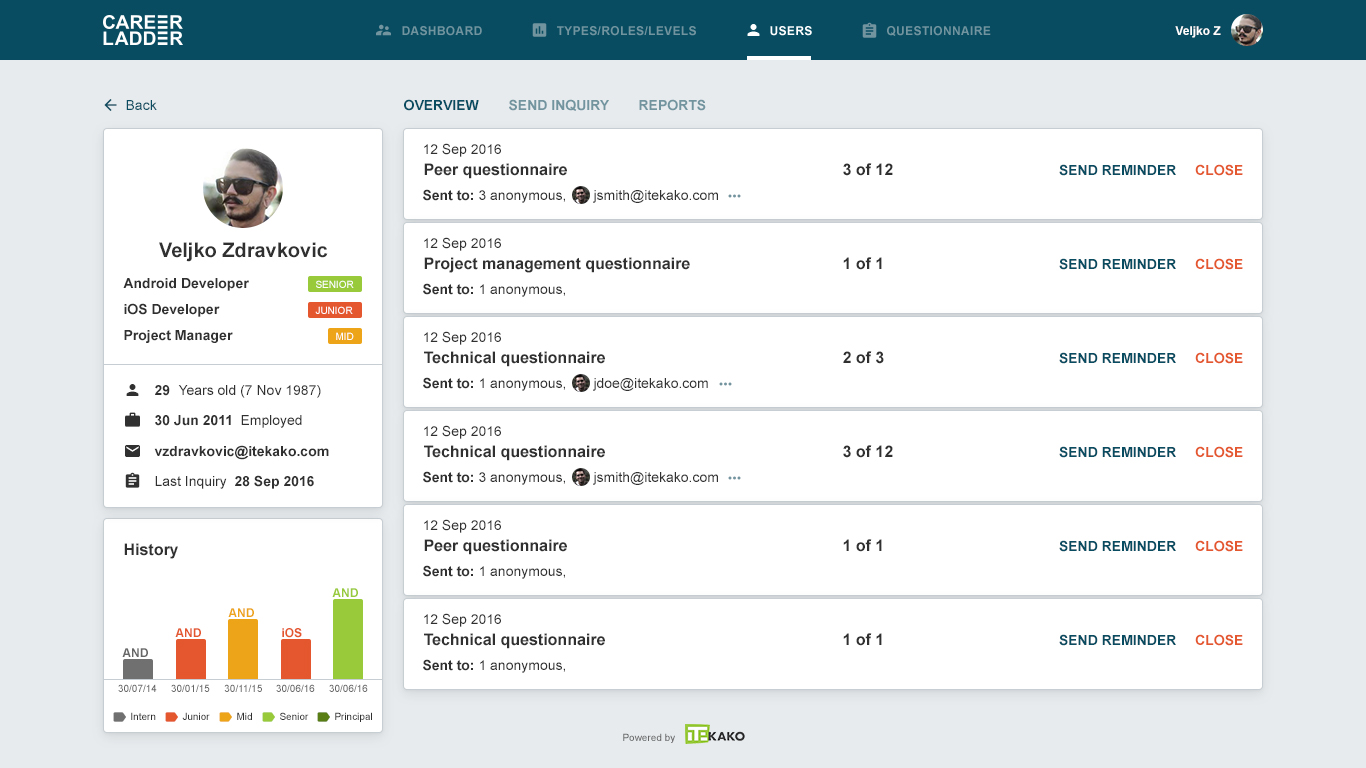 CAREER
LADDER
DASHBOARD
TYPES/ROLES/LEVELS
USERS
QUESTIONNAIRE
Veljko Z
Back
Veljko Zdravkovic
Android Developer SENIOR
iOS Developer JUNIOR
Project Manager MID
29 Years old (7 Nov 1987)
30 Jun 2011 Employed
vzdravkovic@itekako.com
Last Inquiry 28 Sep 2016
History
AND
AND
AND
iOS
AND
30/07/14 30/01/15 30/11/15 30/06/16 30/06/16
Intern Junior Mid Senior Principal
OVERVIEW SEND INQUIRY REPORTS
12 Sep 2016
Peer questionnaire 3 of 12 SEND REMINDER CLOSE
Sent to: 3 anonymous, jsmith@itekako.com ...
12 Sep 2016
Project management questionnaire 1 of 1 SEND REMINDER CLOSE
Sent to: 1 anonymous,
12 Sep 2016
Technical questionnaire 2 of 3 SEND REMINDER CLOSE
Sent to: 1 anonymous, jdoe@itekako.com ...
12 Sep 2016
Technical questionnaire 3 of 12 SEND REMINDER CLOSE
Sent to: 3 anonymous, jsmith@itekako.com ...
12 Sep 2016
Peer questionnaire 1 of 1 SEND REMINDER CLOSE
Sent to: 1 anonymous,
12 Sep 2016
Technical questionnaire 1 of 1 SEND REMINDER CLOSE
Sent to: 1 anonymous,
Powered by ITEKAKO